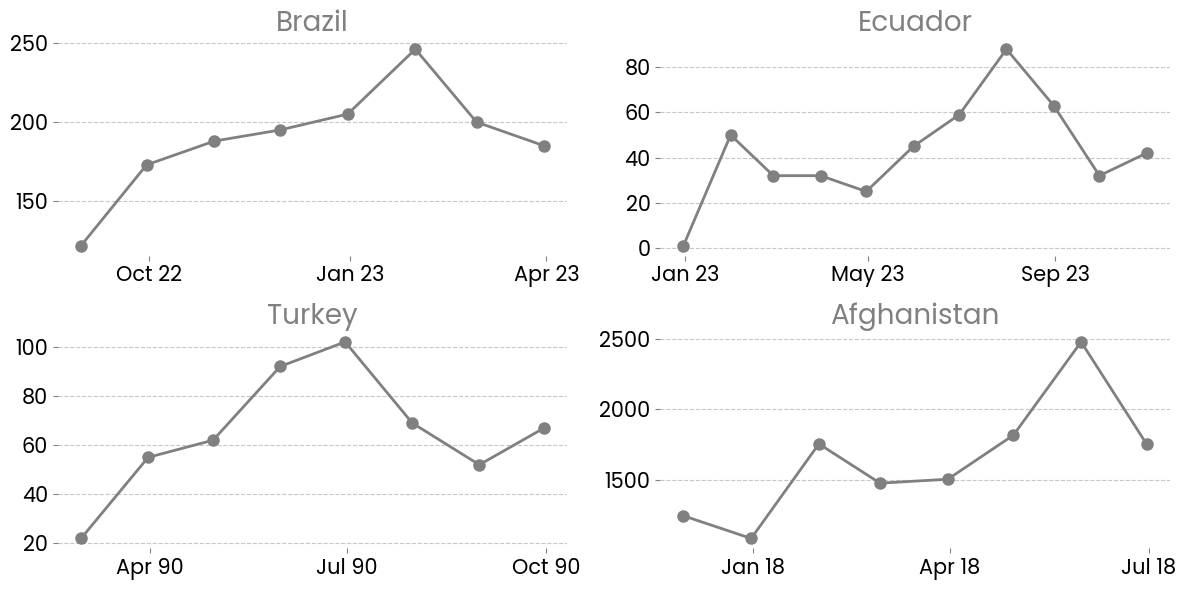 Brazil
250
200
150
Oct 22 Jan 23 Apr 23
Ecuador
80
60
40
20
0
Jan 23 May 23 Sep 23
Turkey
100
80
60
40
20
Apr 90 Jul 90 Oct 90
Afghanistan
2500
2000
1500
Jan 18 Apr 18 Jul 18